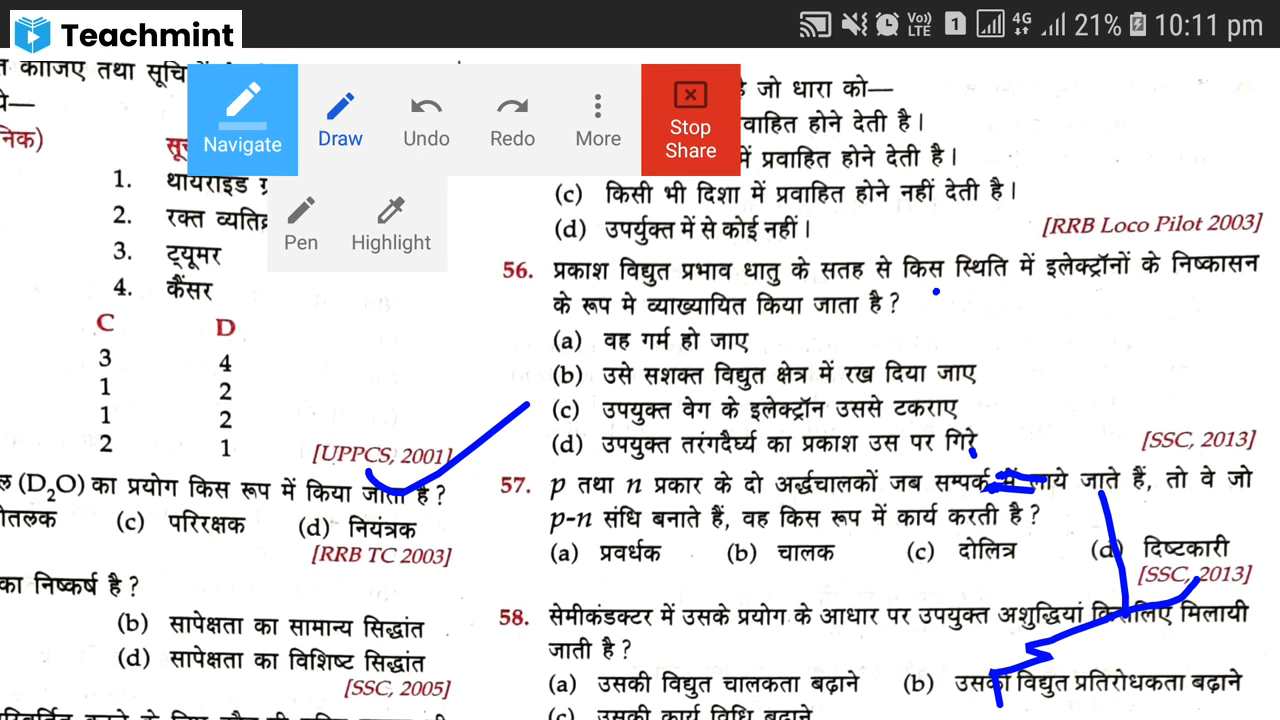 Teachmint
Vo)) LTE 1 4G 21% 10:11 pm
Navigate
Draw
Undo
Redo
More
Stop Share
Pen
Highlight
त कीजिए तथा सूचि
ये—
निक)
1. थायराइड
2. रक्त
3. ट्यूमर
4. कैंसर
C D
3 4
1 2
1 2
2 1
[UPPCS, 2001]
ल (D₂O) का प्रयोग किस रूप में किया जाता है?
ोतलक (c) परिरक्षक (d) नियंत्रक
[RRB TC 2003]
का निष्कर्ष है?
(b) सापेक्षता का सामान्य सिद्धांत
(d) सापेक्षता का विशिष्ट सिद्धांत
[SSC, 2005]
है जो धारा को—
वाहित होने देती है।
में प्रवाहित होने देती है।
(c) किसी भी दिशा में प्रवाहित होने नहीं देती है।
(d) उपर्युक्त में से कोई नहीं।
[RRB Loco Pilot 2003]
56. प्रकाश विद्युत प्रभाव धातु के सतह से किस स्थिति में इलेक्ट्रॉनों के निष्कासन
के रूप मे व्याख्यायित किया जाता है?
(a) वह गर्म हो जाए
(b) उसे सशक्त विद्युत क्षेत्र में रख दिया जाए
(c) उपयुक्त वेग के इलेक्ट्रॉन उससे टकराए
(d) उपयुक्त तरंगदैर्घ्य का प्रकाश उस पर गिरे
[SSC, 2013]
57. p तथा n प्रकार के दो अर्द्धचालकों जब सम्पर्क में लाये जाते हैं, तो वे जो
p-n संधि बनाते हैं, वह किस रूप में कार्य करती है?
(a) प्रवर्धक (b) चालक (c) दोलित्र (d) दिष्टकारी
[SSC, 2013]
58. सेमीकंडक्टर में उसके प्रयोग के आधार पर उपयुक्त अशुद्धियां किसलिए मिलायी
जाती है?
(a) उसकी विद्युत चालकता बढ़ाने (b) उसकी विद्युत प्रतिरोधकता बढ़ाने
(c) उसकी कार्य विधि बढ़ाने